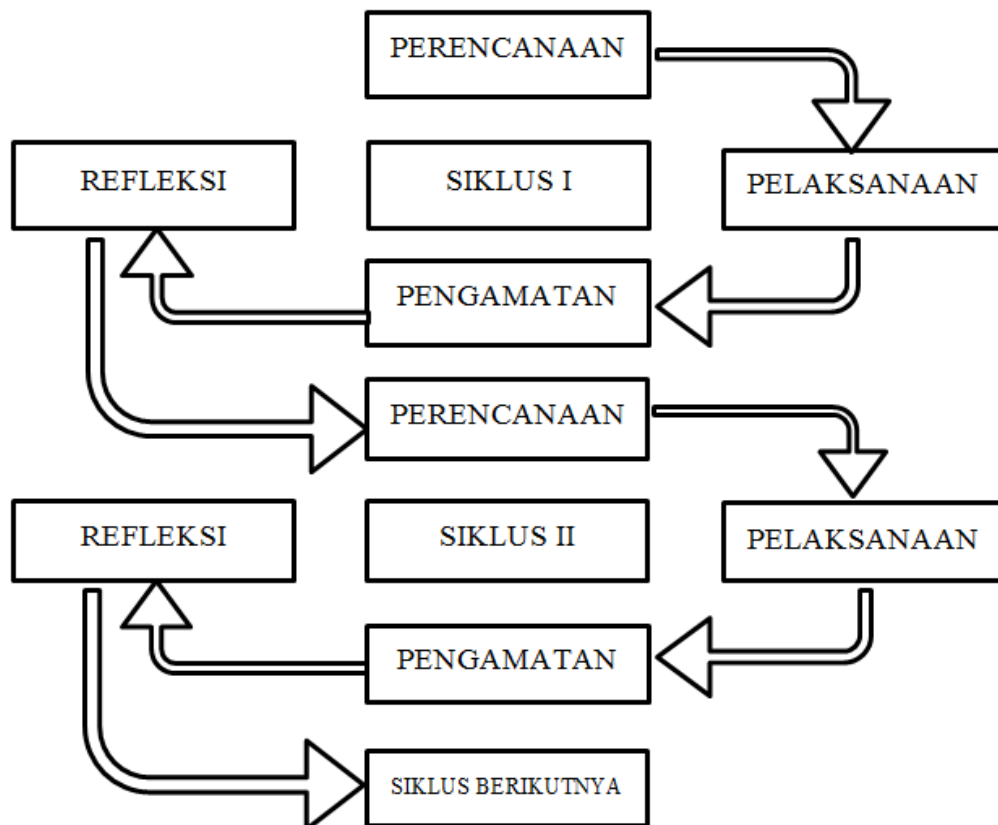 PERENCANAAN
REFLEKSI
SIKLUS I
PELAKSANAAN
PENGAMATAN
PERENCANAAN
REFLEKSI
SIKLUS II
PELAKSANAAN
PENGAMATAN
SIKLUS BERIKUTNYA